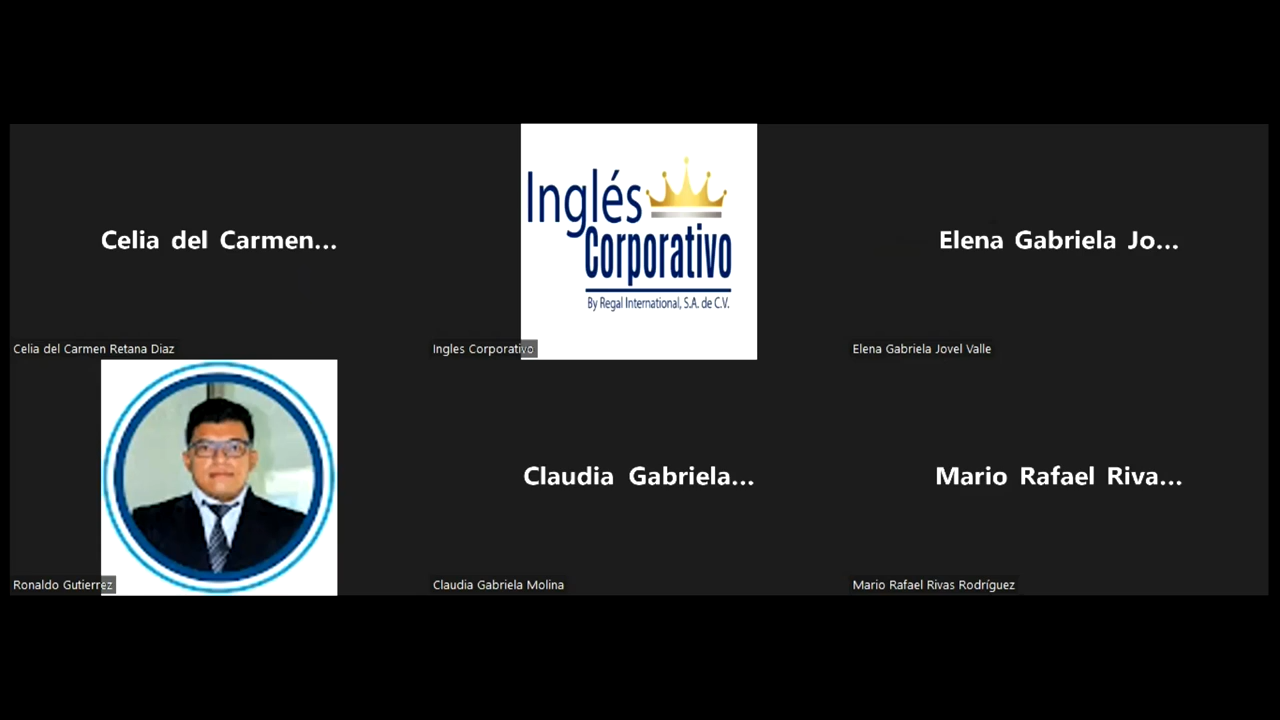 Celia del Carmen...
Celia del Carmen Retana Diaz
Inglés
Corporativo
By Regal International, S.A. de C.V.
Ingles Corporativo
Elena Gabriela Jo...
Elena Gabriela Jovel Valle
Ronaldo Gutierrez
Claudia Gabriela...
Claudia Gabriela Molina
Mario Rafael Riva...
Mario Rafael Rivas Rodríguez